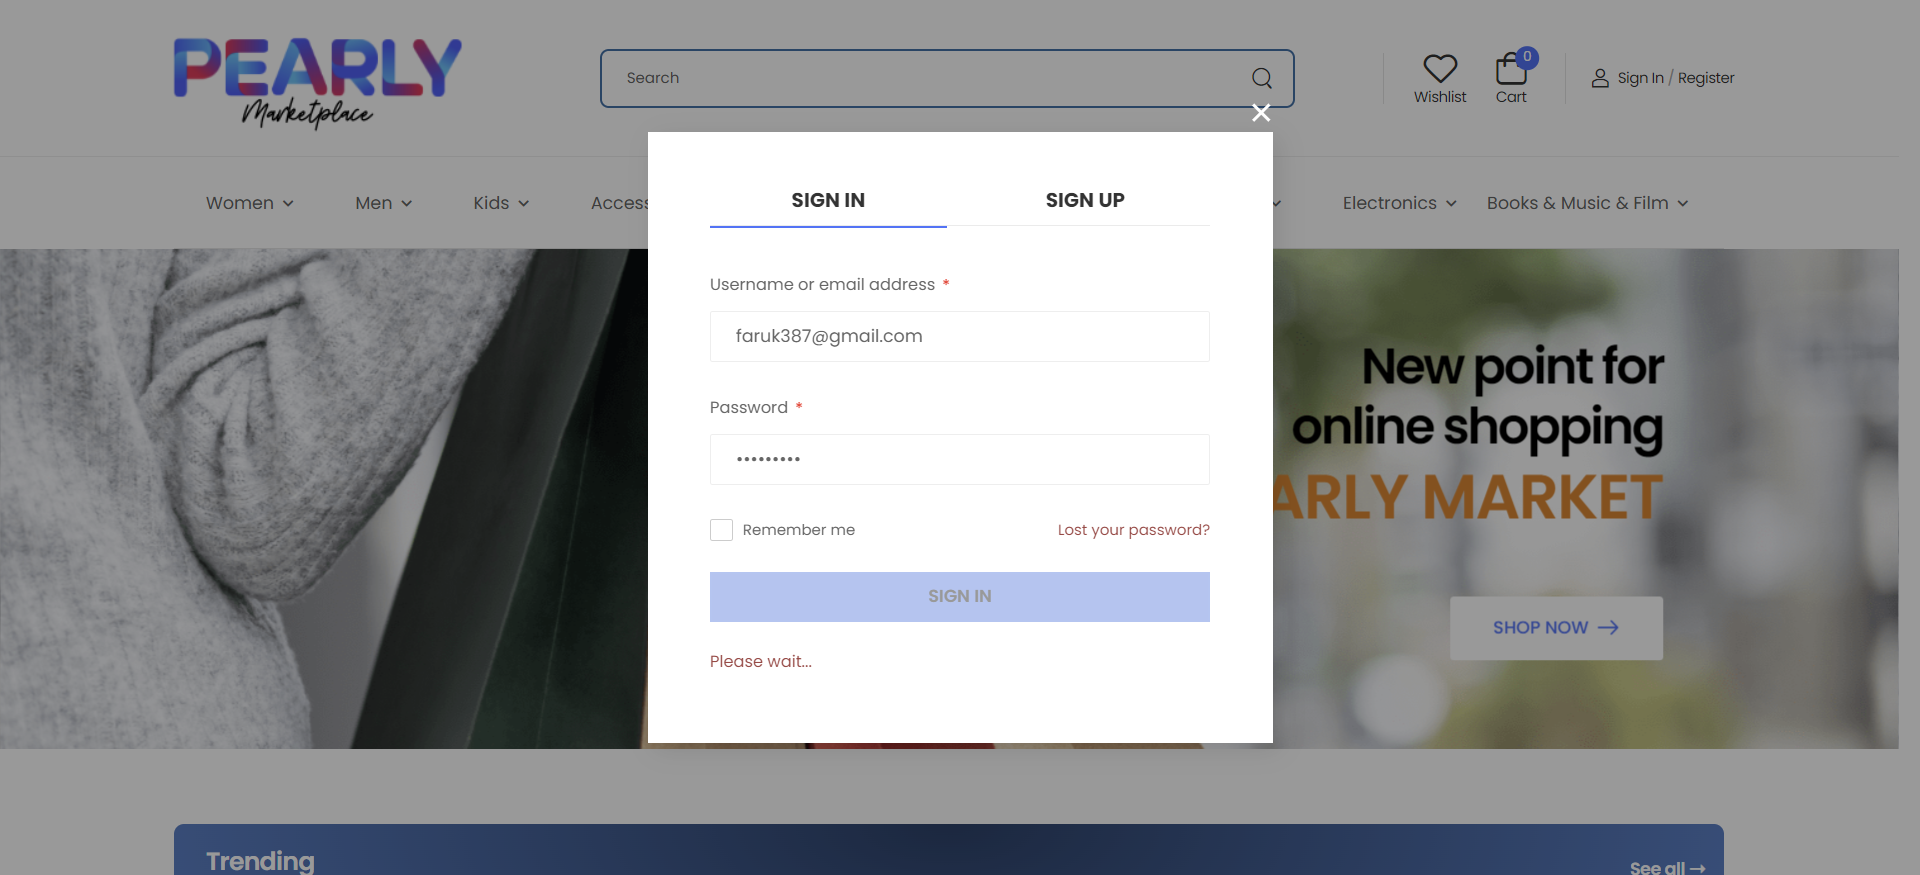 PEARLY
Marketplace
Search
Wishlist
0
Cart
Sign In / Register
Women
Men
Kids
Access
Electronics
Books & Music & Film
SIGN IN
SIGN UP
Username or email address *
faruk387@gmail.com
Password *
•••••••••
Remember me
Lost your password?
SIGN IN
Please wait...
New point for
online shopping
ARLY MARKET
SHOP NOW →
Trending
See all →